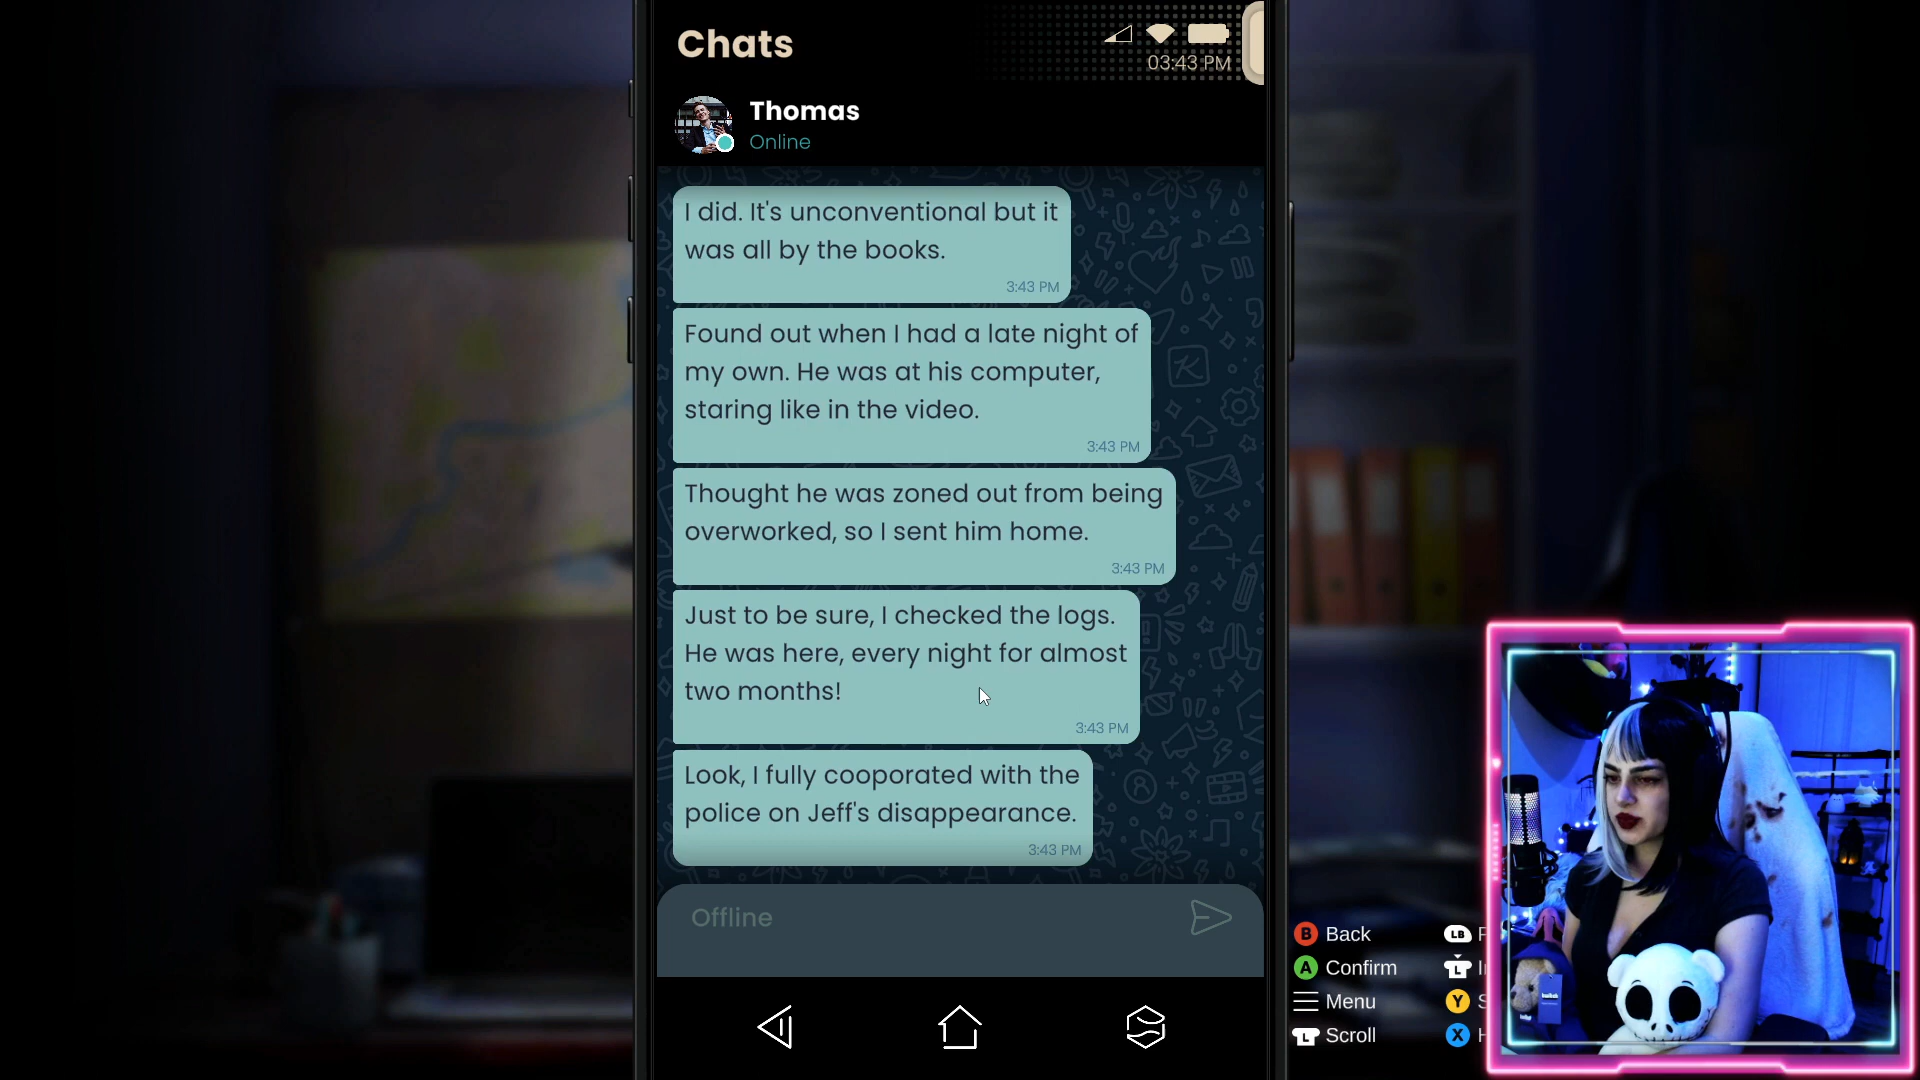 Chats
03:43 PM
Thomas
Online
I did. It's unconventional but it
was all by the books.
3:43 PM
Found out when I had a late night of
my own. He was at his computer,
staring like in the video.
3:43 PM
Thought he was zoned out from being
overworked, so I sent him home.
3:43 PM
Just to be sure, I checked the logs.
He was here, every night for almost
two months!
3:43 PM
Look, I fully cooporated with the
police on Jeff's disappearance.
3:43 PM
Offline
B Back
LB
A Confirm
L
Menu
Y
L Scroll
X